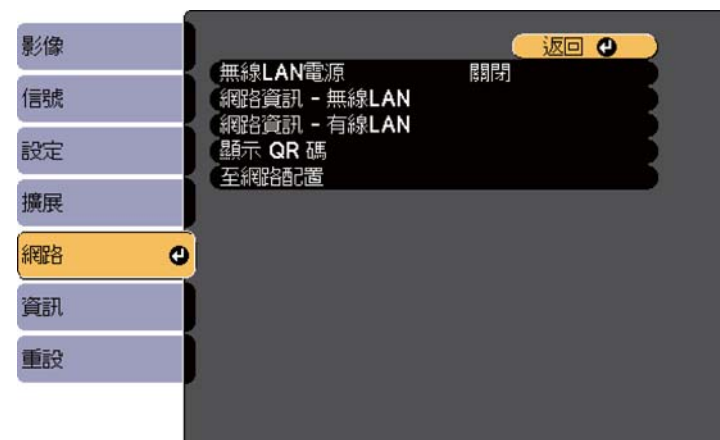 影像
信號
設定
擴展
網路
資訊
重設
返回
無線LAN電源 關閉
網路資訊 - 無線LAN
網路資訊 - 有線LAN
顯示 QR 碼
至網路配置